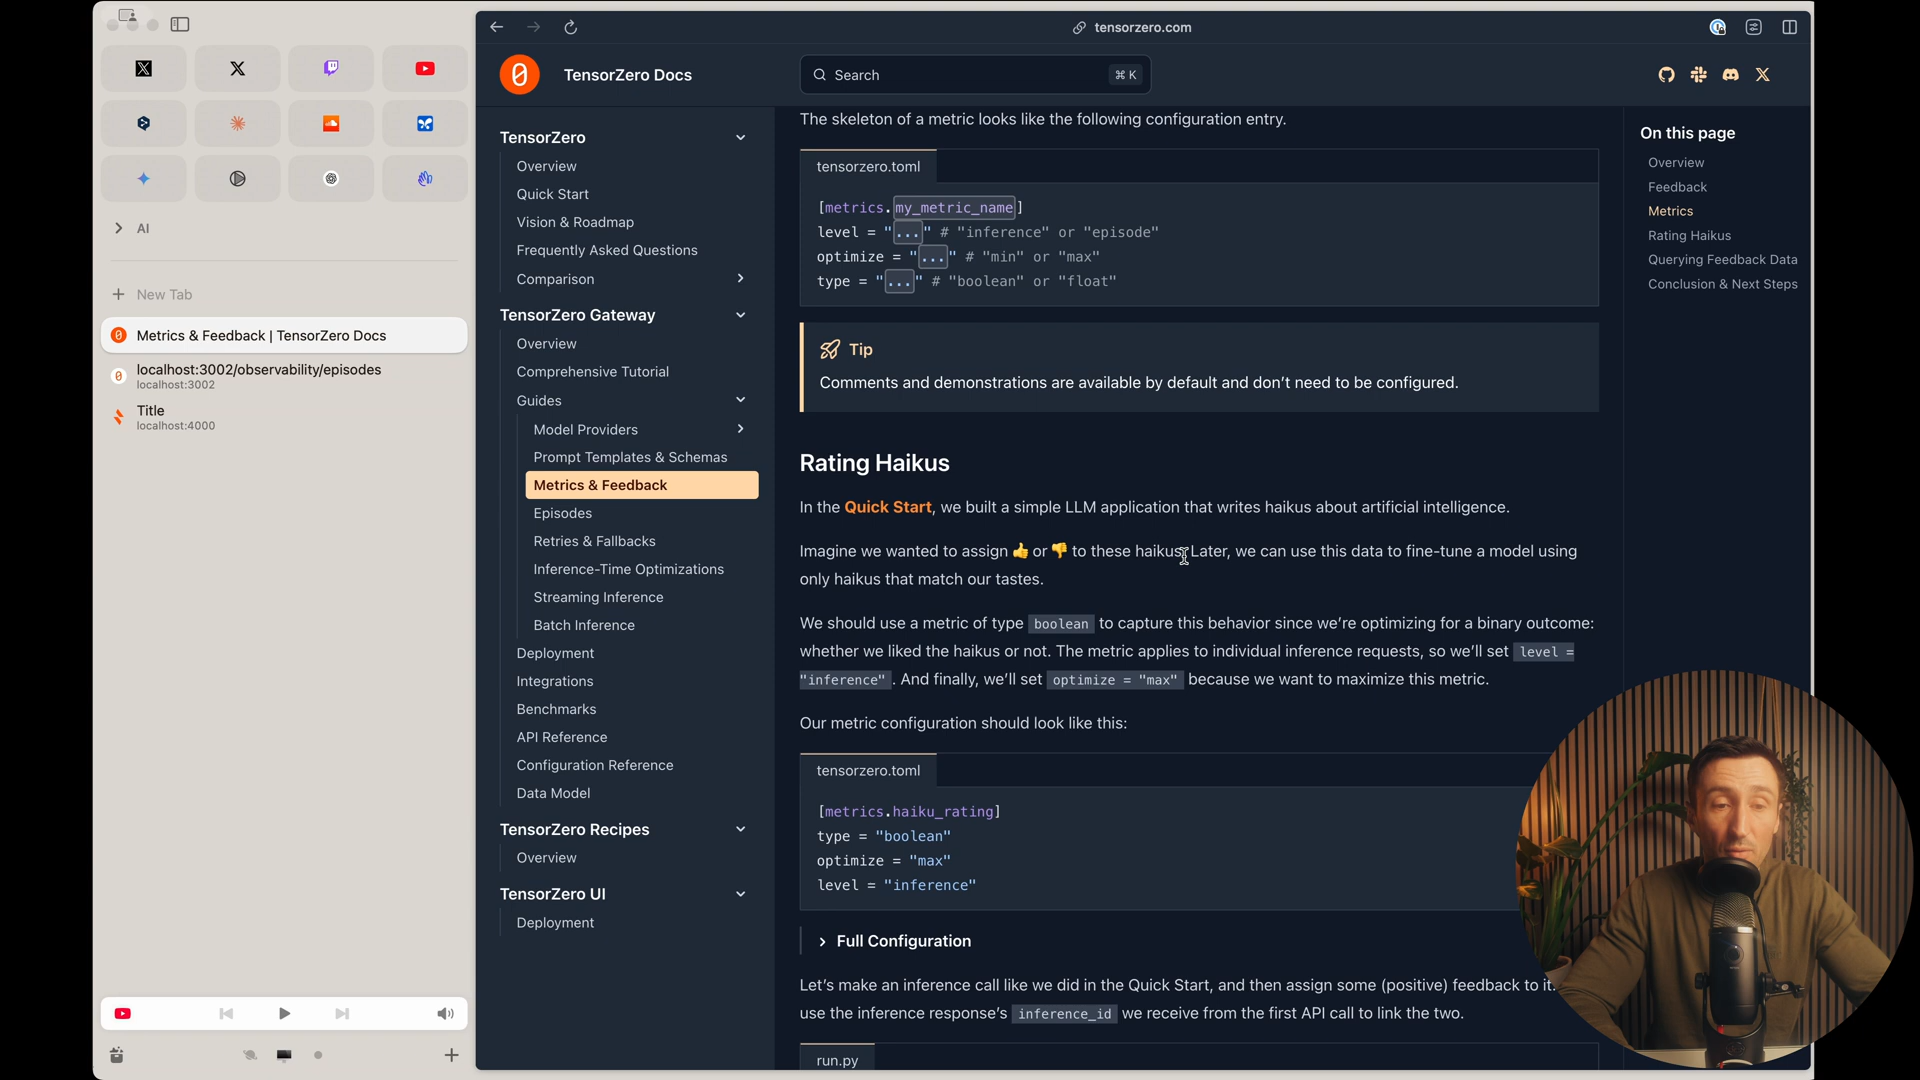 AI
New Tab
Metrics & Feedback | TensorZero Docs
localhost:3002/observability/episodes
localhost:3002
Title
localhost:4000
tensorzero.com
TensorZero Docs
Search
⌘ K
TensorZero
Overview
Quick Start
Vision & Roadmap
Frequently Asked Questions
Comparison
TensorZero Gateway
Overview
Comprehensive Tutorial
Guides
Model Providers
Prompt Templates & Schemas
Metrics & Feedback
Episodes
Retries & Fallbacks
Inference-Time Optimizations
Streaming Inference
Batch Inference
Deployment
Integrations
Benchmarks
API Reference
Configuration Reference
Data Model
TensorZero Recipes
Overview
TensorZero UI
Deployment
The skeleton of a metric looks like the following configuration entry.
tensorzero.toml
[metrics.my_metric_name]
level = "..." # "inference" or "episode"
optimize = "..." # "min" or "max"
type = "..." # "boolean" or "float"
Tip
Comments and demonstrations are available by default and don’t need to be configured.
Rating Haikus
In the Quick Start, we built a simple LLM application that writes haikus about artificial intelligence.
Imagine we wanted to assign 👍 or 👎 to these haikus. Later, we can use this data to fine-tune a model using
only haikus that match our tastes.
We should use a metric of type boolean to capture this behavior since we’re optimizing for a binary outcome:
whether we liked the haikus or not. The metric applies to individual inference requests, so we’ll set level =
"inference". And finally, we’ll set optimize = "max" because we want to maximize this metric.
Our metric configuration should look like this:
tensorzero.toml
[metrics.haiku_rating]
type = "boolean"
optimize = "max"
level = "inference"
Full Configuration
Let’s make an inference call like we did in the Quick Start, and then assign some (positive) feedback to it.
use the inference response’s inference_id we receive from the first API call to link the two.
run.py
On this page
Overview
Feedback
Metrics
Rating Haikus
Querying Feedback Data
Conclusion & Next Steps